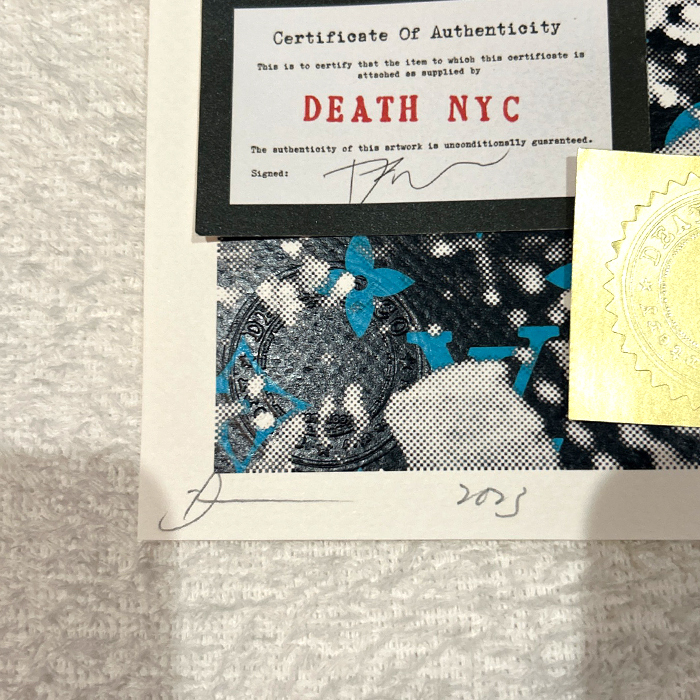 Certificate Of Authenticity
This is to certify that the item to which this certificate is
attached as supplied by
DEATH NYC
The authenticity of this artwork is unconditionally guaranteed.
Signed:
2023